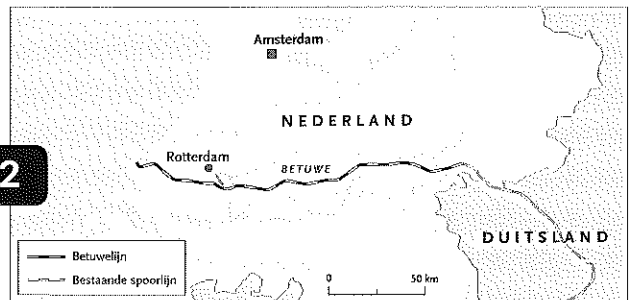 Amsterdam
NEDERLAND
Rotterdam
BETUWE
2
DUITSLAND
Betuwelijn
Bestaande spoorlijn
0 50 km